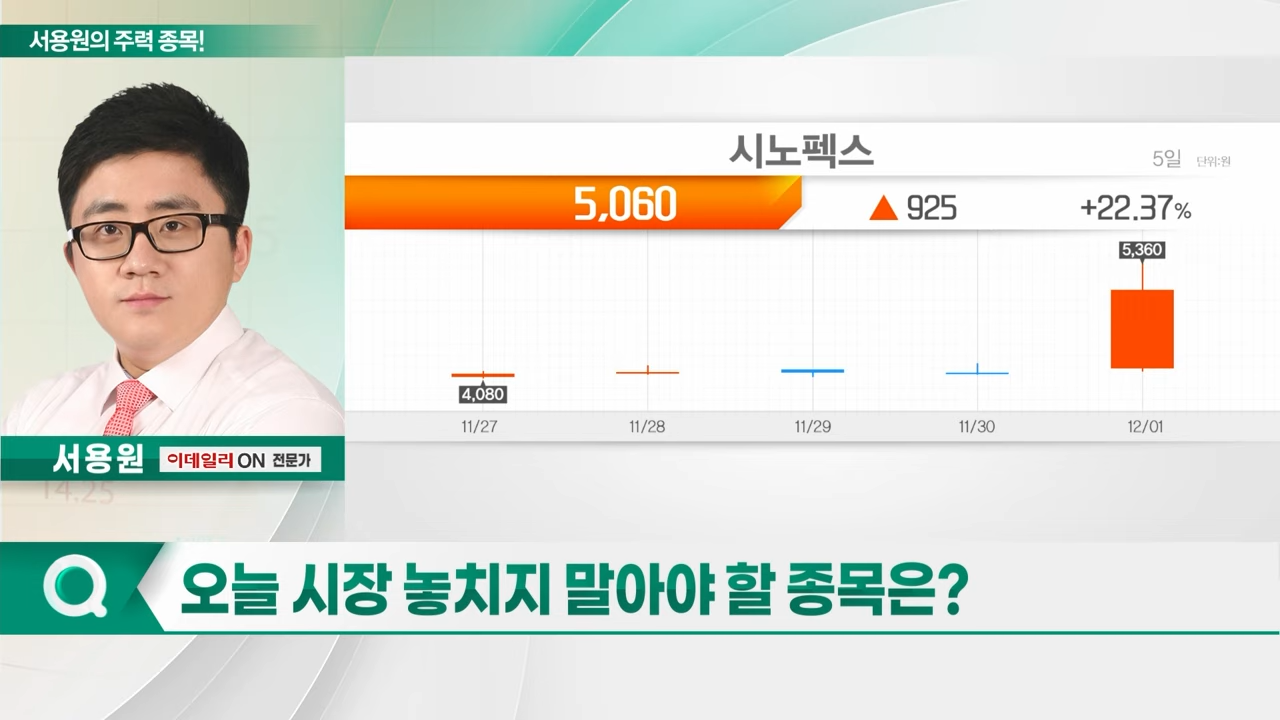 서용원의 주력 종목!
시노펙스
5일 단위:원
5,060 ▲ 925 +22.37%
5,360
4,080
11/27 11/28 11/29 11/30 12/01
서용원 이데일리 ON 전문가
14.25
오늘 시장 놓치지 말아야 할 종목은?